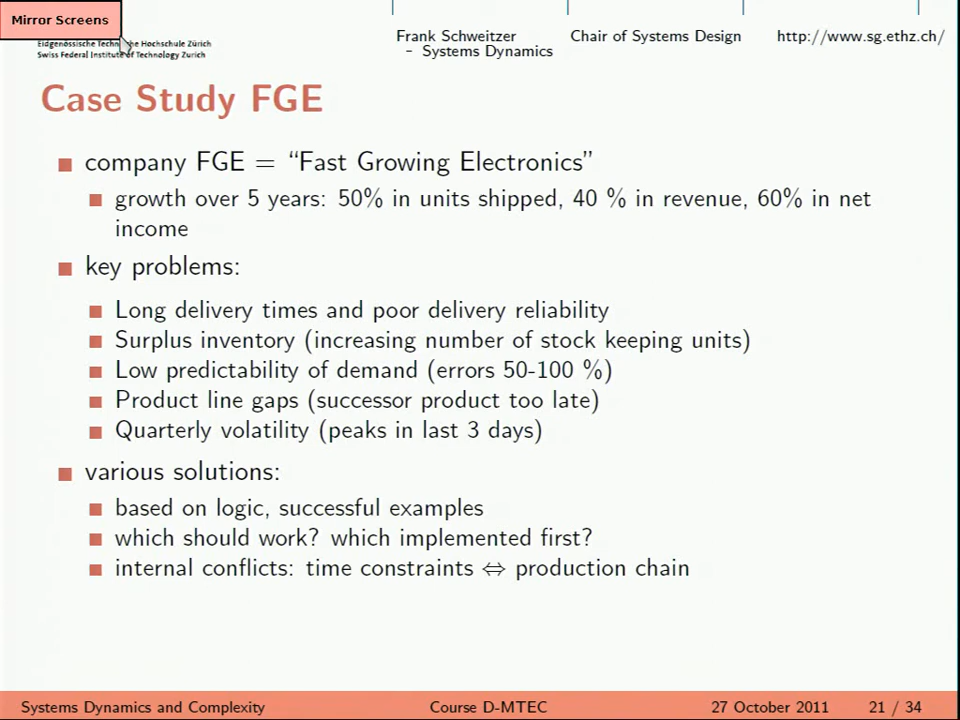 Mirror Screens
Eidgenössische Technische Hochschule Zürich
Swiss Federal Institute of Technology Zurich
Frank Schweitzer
– Systems Dynamics
Chair of Systems Design
http://www.sg.ethz.ch/
Case Study FGE
company FGE = “Fast Growing Electronics”
growth over 5 years: 50% in units shipped, 40 % in revenue, 60% in net
income
key problems:
Long delivery times and poor delivery reliability
Surplus inventory (increasing number of stock keeping units)
Low predictability of demand (errors 50-100 %)
Product line gaps (successor product too late)
Quarterly volatility (peaks in last 3 days)
various solutions:
based on logic, successful examples
which should work? which implemented first?
internal conflicts: time constraints ⇔ production chain
Systems Dynamics and Complexity
Course D-MTEC
27 October 2011
21 / 34